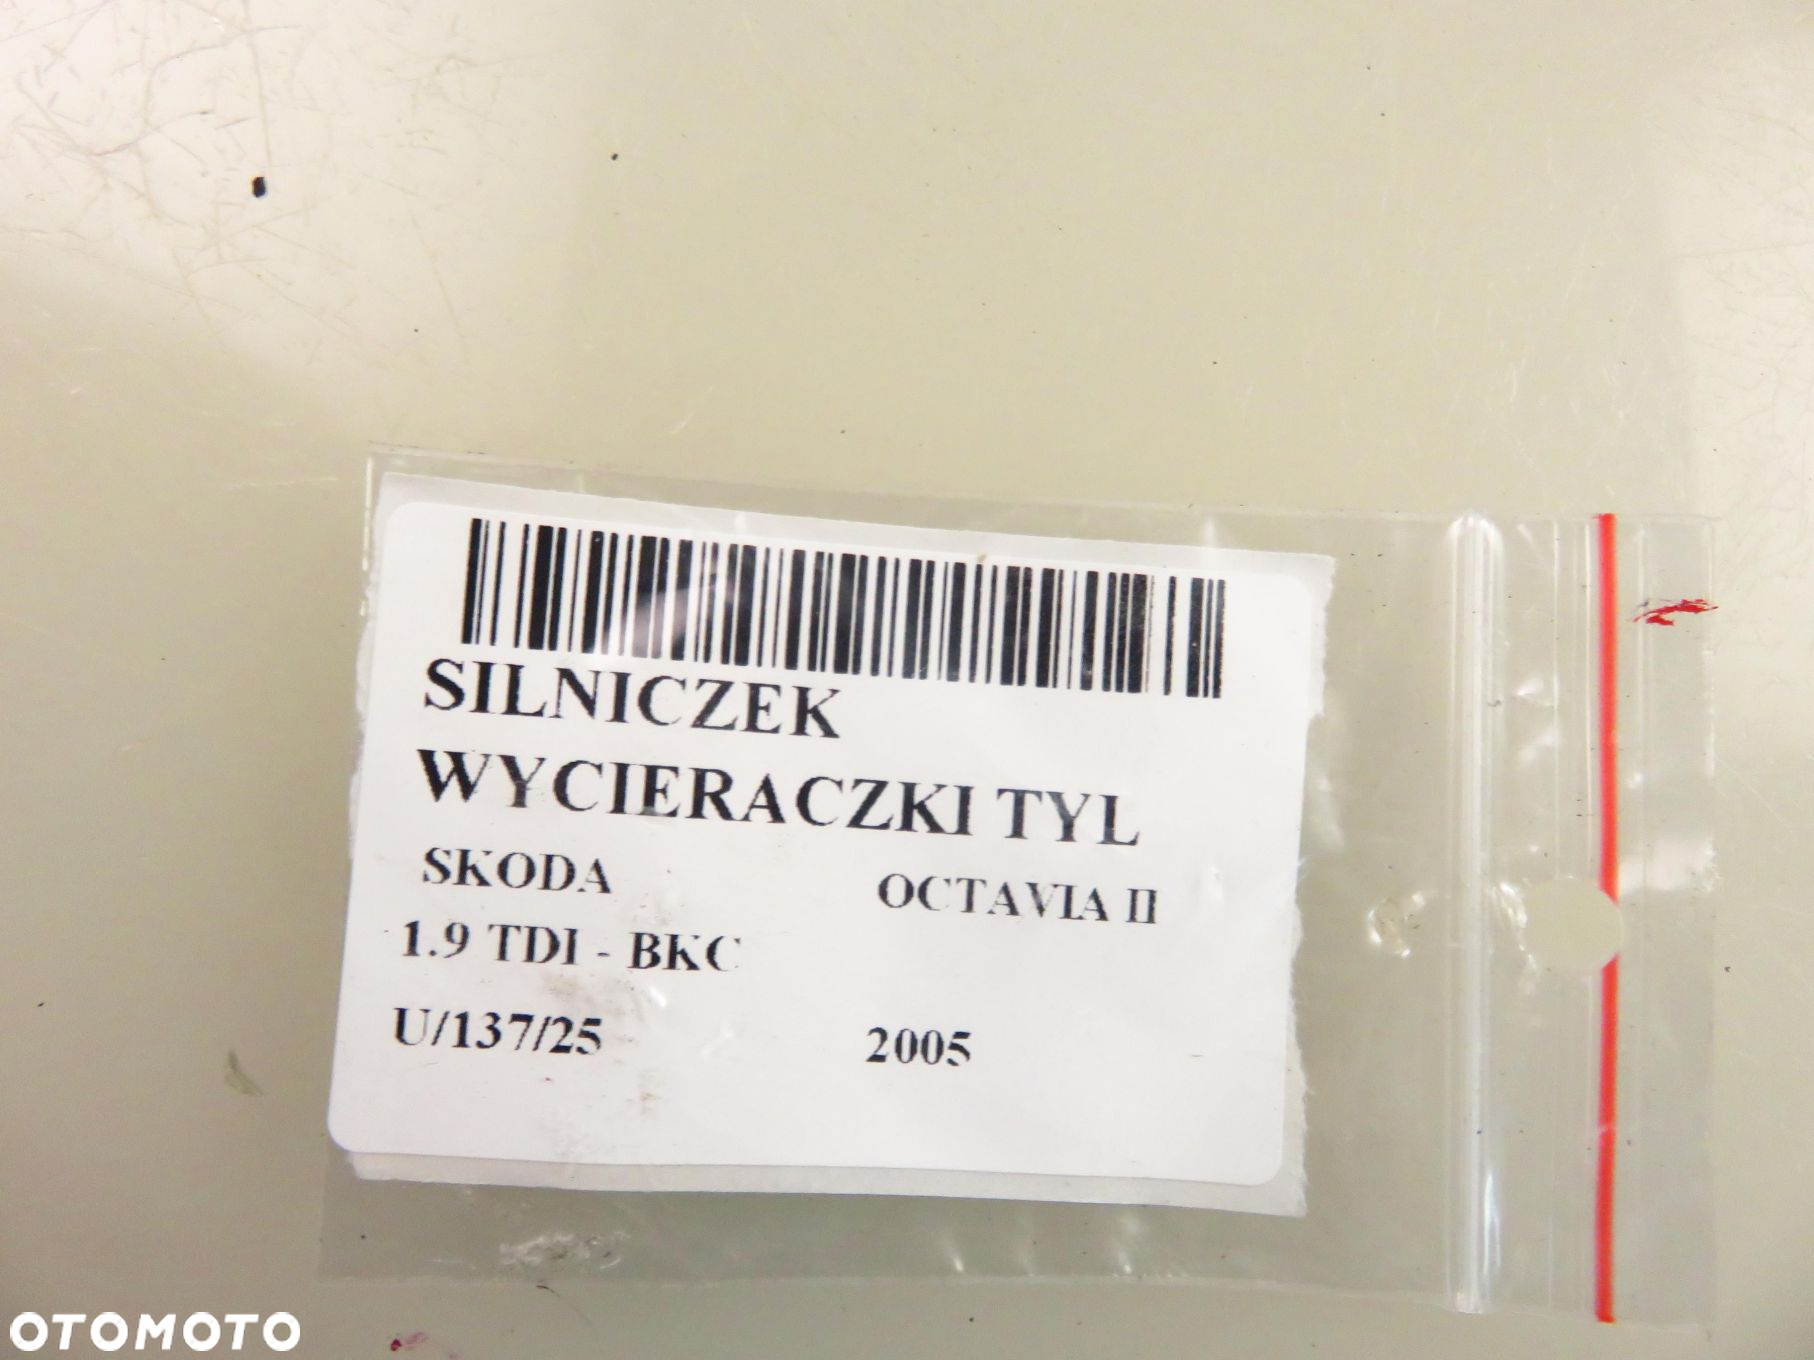 SILNICZEK
WYCIERACZKI TYL
SKODA OCTAVIA II
1.9 TDI - BKC
U/137/25 2005
OTOMOTO